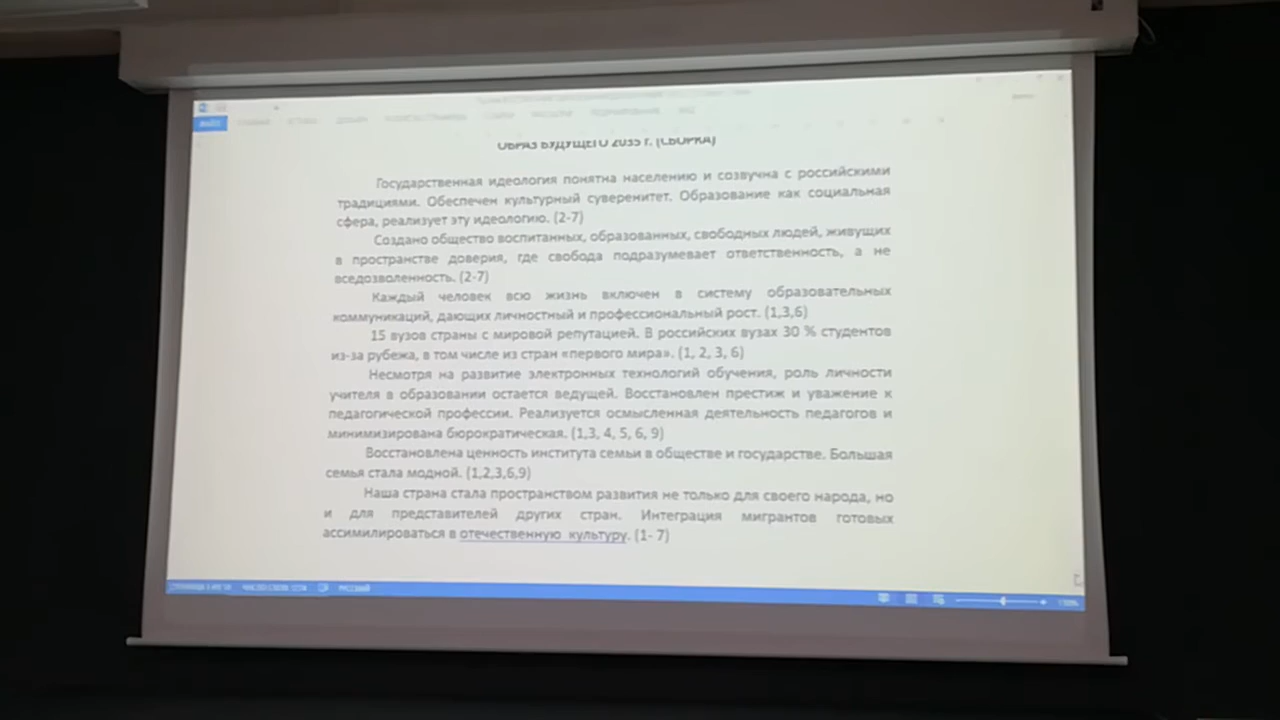 ФАЙЛ
ОБРАЗ БУДУЩЕГО 2035 г. (СБОРКА)
Государственная идеология понятна населению и созвучна с российскими
традициями. Обеспечен культурный суверенитет. Образование как социальная
сфера, реализует эту идеологию. (2-7)
Создано общество воспитанных, образованных, свободных людей, живущих
в пространстве доверия, где свобода подразумевает ответственность, а не
вседозволенность. (2-7)
Каждый человек всю жизнь включен в систему образовательных
коммуникаций, дающих личностный и профессиональный рост. (1,3,6)
15 вузов страны с мировой репутацией. В российских вузах 30 % студентов
из-за рубежа, в том числе из стран «первого мира». (1, 2, 3, 6)
Несмотря на развитие электронных технологий обучения, роль личности
учителя в образовании остается ведущей. Восстановлен престиж и уважение к
педагогической профессии. Реализуется осмысленная деятельность педагогов и
минимизирована бюрократическая. (1,3, 4, 5, 6, 9)
Восстановлена ценность института семьи в обществе и государстве. Большая
семья стала модной. (1,2,3,6,9)
Наша страна стала пространством развития не только для своего народа, но
и для представителей других стран. Интеграция мигрантов готовых
ассимилироваться в отечественную культуру. (1- 7)
РУССКИЙ